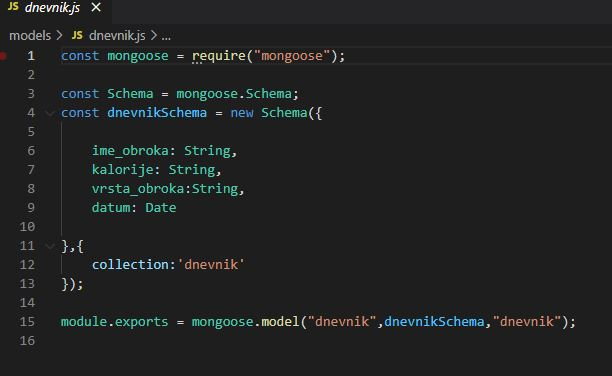 JS dnevnik.js ×
models > JS dnevnik.js > ...
1 const mongoose = require("mongoose");
2
3 const Schema = mongoose.Schema;
4 const dnevnikSchema = new Schema({
5
6 ime_obroka: String,
7 kalorije: String,
8 vrsta_obroka:String,
9 datum: Date
10
11 },{
12 collection:'dnevnik'
13 });
14
15 module.exports = mongoose.model("dnevnik",dnevnikSchema,"dnevnik");
16